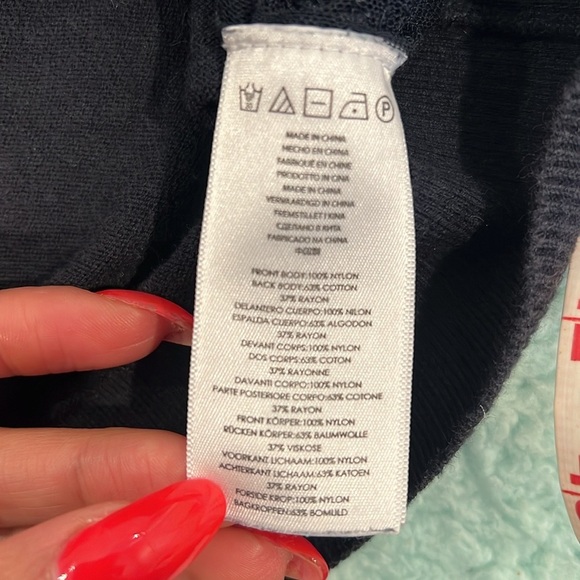 P
MADE IN CHINA
HECHO EN CHINA
FABRIQUÉ EN CHINE
PRODOTTO IN CINA
MADE IN CHINA
VERVAARDIGD IN CHINA
FREMSTILLET I KINA
СДЕЛАНО В КИТА
FABRICADO NA CHINA
FRONT BODY:100% NYLON
BACK BODY:63% COTTON
37% RAYON
DELANTERO CUERPO:100% NILON
ESPALDA CUERPO:63% ALGODON
37% RAYON
DEVANT CORPS:100% NYLON
DOS CORPS:63% COTON
37% RAYONNE
DAVANTI CORPO:100% NYLON
PARTE POSTERIORE CORPO:63% COTONE
37% RAYON
FRONT KÖRPER:100% NYLON
RÜCKEN KÖRPER:63% BAUMWOLLE
37% VISKOSE
VOORKANT LICHAAM:100% NYLON
ACHTERKANT LICHAAM:63% KATOEN
37% RAYON
FORSIDE KROP:100% NYLON
BAGKROPPEN:63% BOMULD